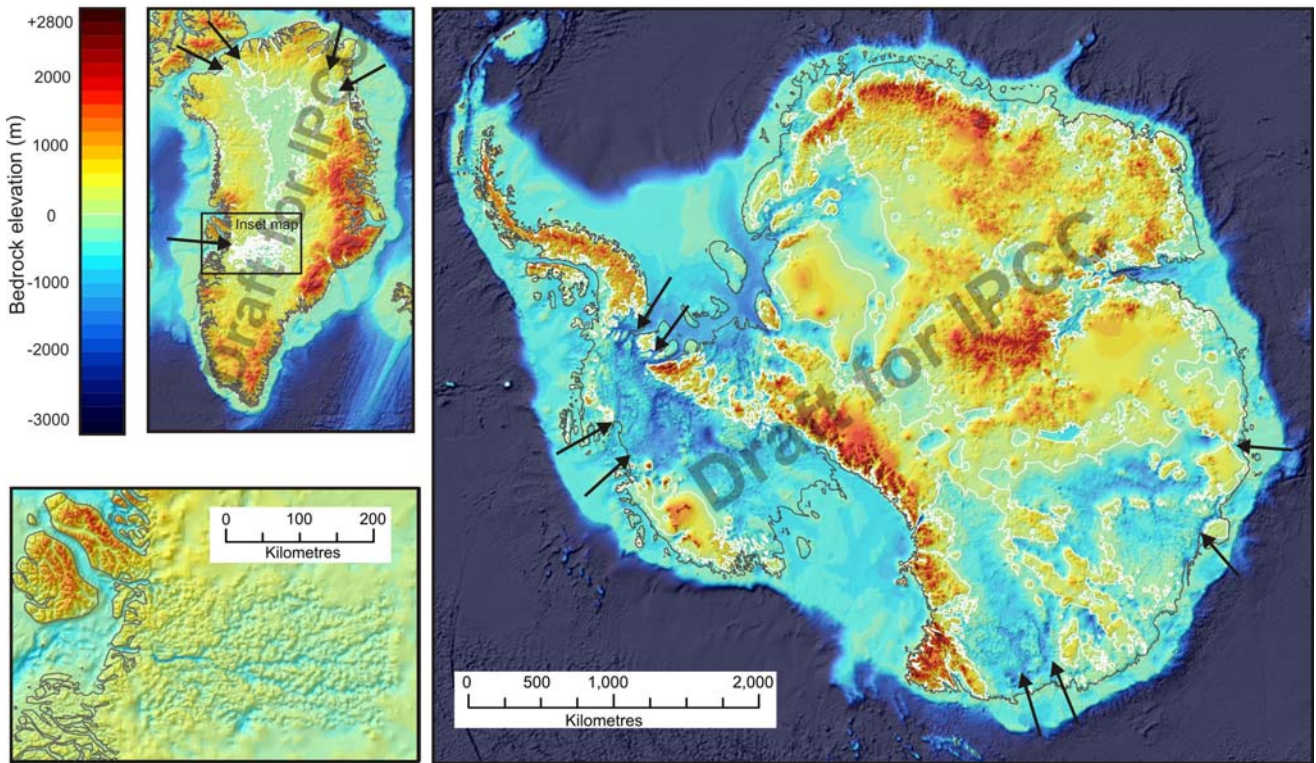 +2800
2000
1000
0
-1000
-2000
-3000
Bedrock elevation (m)
Inset map
Draft for IPCC
Draft for IPCC
0 100 200
Kilometres
0 500 1,000 2,000
Kilometres